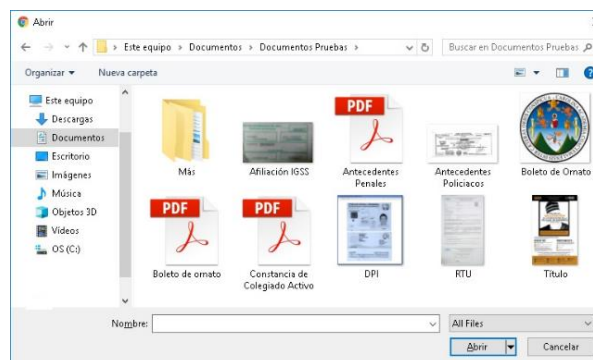 Abrir
Este equipo > Documentos > Documentos Pruebas >
Buscar en Documentos Pruebas
Organizar
Nueva carpeta
Este equipo
Descargas
Documentos
Escritorio
Imágenes
Música
Objetos 3D
Vídeos
OS (C:)
Más
Afiliación IGSS
PDF
Antecedentes
Penales
Antecedentes
Policiacos
Boleto de Ornato
PDF
Boleto de ornato
PDF
Constancia de
Colegiado Activo
DPI
RTU
Título
Nombre:
All Files
Abrir
Cancelar